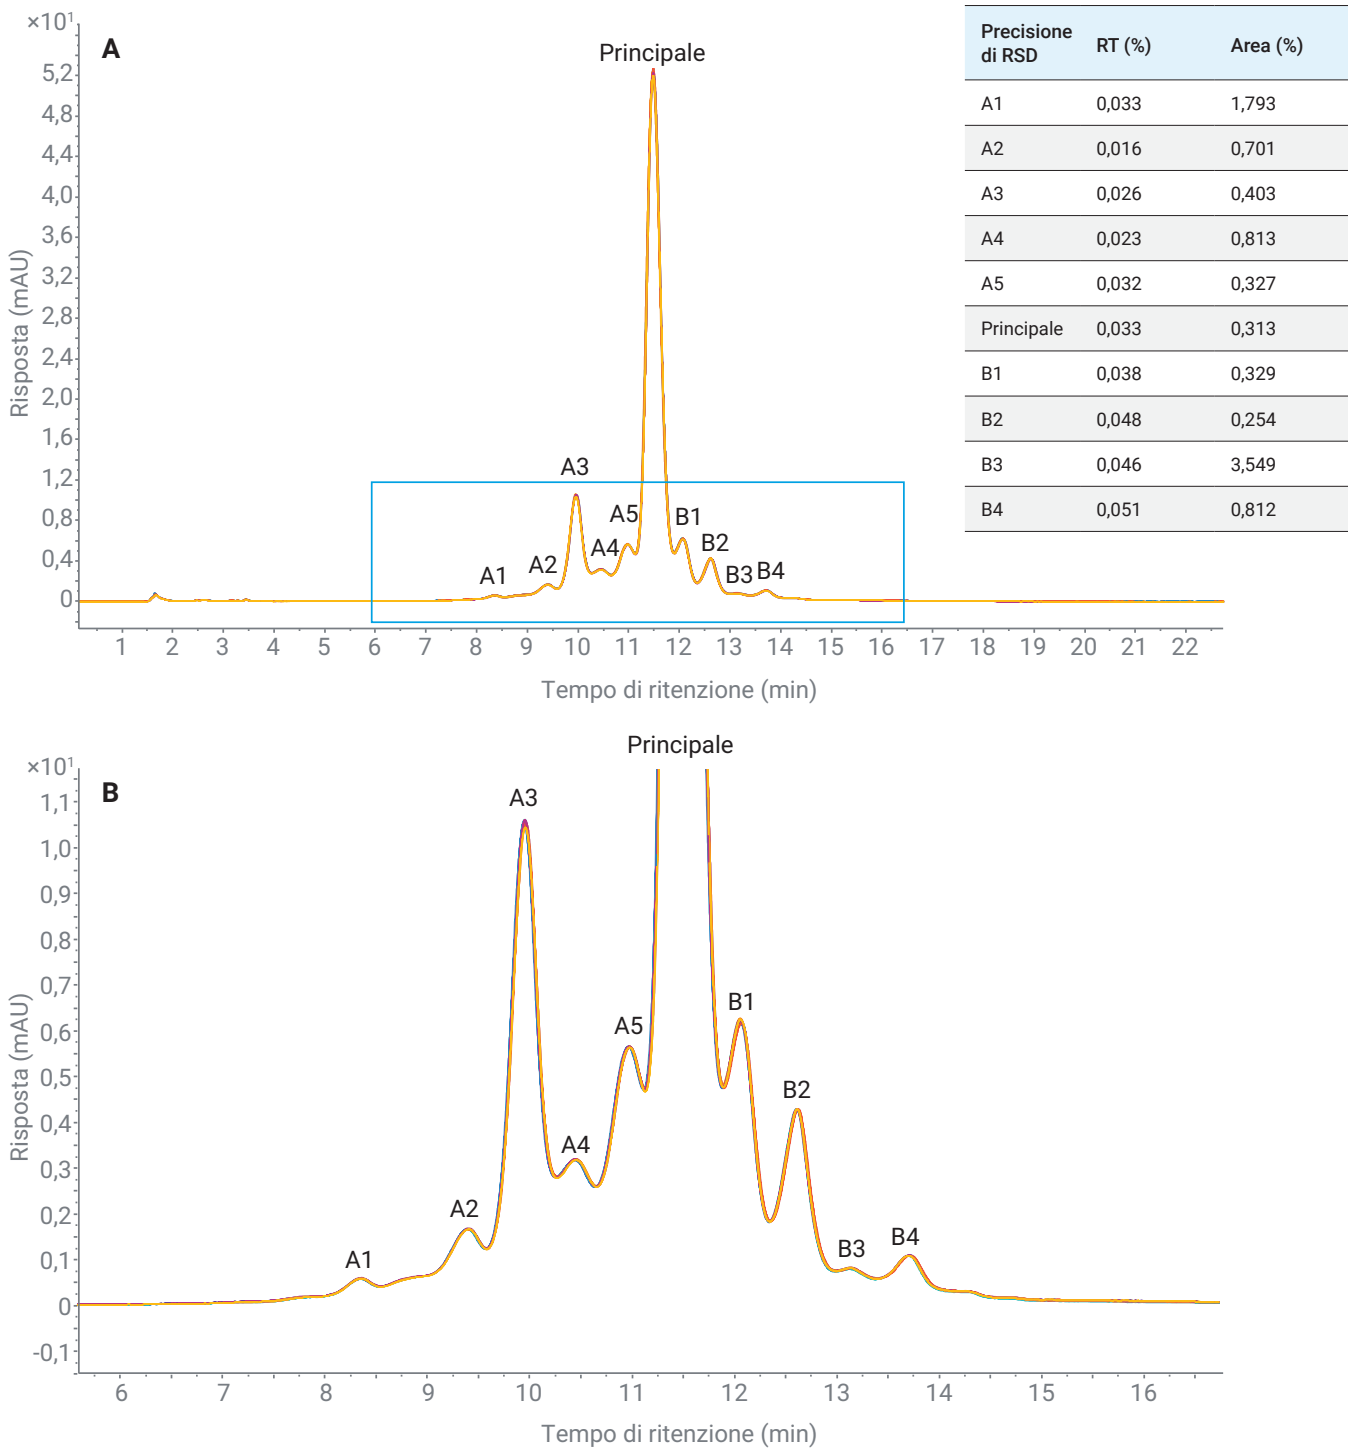 ×10¹
A
Principale
5,2
4,8
4,4
4,0
3,6
3,2
2,8
2,4
2,0
1,6
1,2
0,8
0,4
0
Risposta (mAU)
A1
A2
A3
A4
A5
B1
B2
B3
B4
1 2 3 4 5 6 7 8 9 10 11 12 13 14 15 16 17 18 19 20 21 22
Tempo di ritenzione (min)
Precisione di RSD RT (%) Area (%)
A1 0,033 1,793
A2 0,016 0,701
A3 0,026 0,403
A4 0,023 0,813
A5 0,032 0,327
Principale 0,033 0,313
B1 0,038 0,329
B2 0,048 0,254
B3 0,046 3,549
B4 0,051 0,812
Principale
×10¹
B
1,1
1,0
0,9
0,8
0,7
0,6
0,5
0,4
0,3
0,2
0,1
0
-0,1
Risposta (mAU)
A1
A2
A3
A4
A5
B1
B2
B3
B4
6 7 8 9 10 11 12 13 14 15 16
Tempo di ritenzione (min)